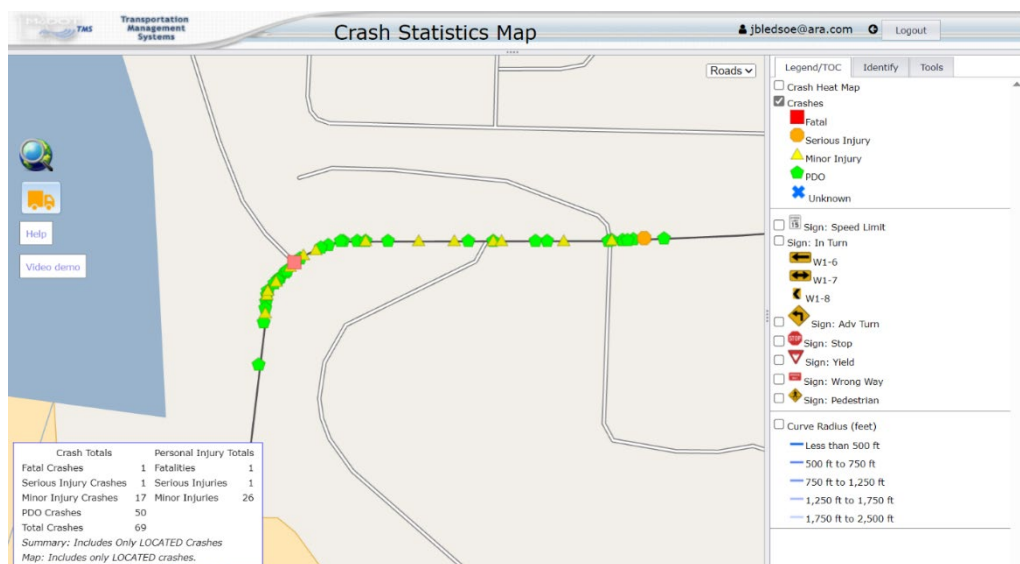 MoDOT TMS
Transportation
Management
Systems
Crash Statistics Map
jbledsoe@ara.com
Logout
Roads
Help
Video demo
Legend/TOC Identify Tools
Crash Heat Map
Crashes
Fatal
Serious Injury
Minor Injury
PDO
Unknown
Sign: Speed Limit
Sign: In Turn
W1-6
W1-7
W1-8
Sign: Adv Turn
STOP Sign: Stop
Sign: Yield
Sign: Wrong Way
Sign: Pedestrian
Curve Radius (feet)
Less than 500 ft
500 ft to 750 ft
750 ft to 1,250 ft
1,250 ft to 1,750 ft
1,750 ft to 2,500 ft
Crash Totals Personal Injury Totals
Fatal Crashes 1 Fatalities 1
Serious Injury Crashes 1 Serious Injuries 1
Minor Injury Crashes 17 Minor Injuries 26
PDO Crashes 50
Total Crashes 69
Summary: Includes Only LOCATED Crashes
Map: Includes only LOCATED crashes.